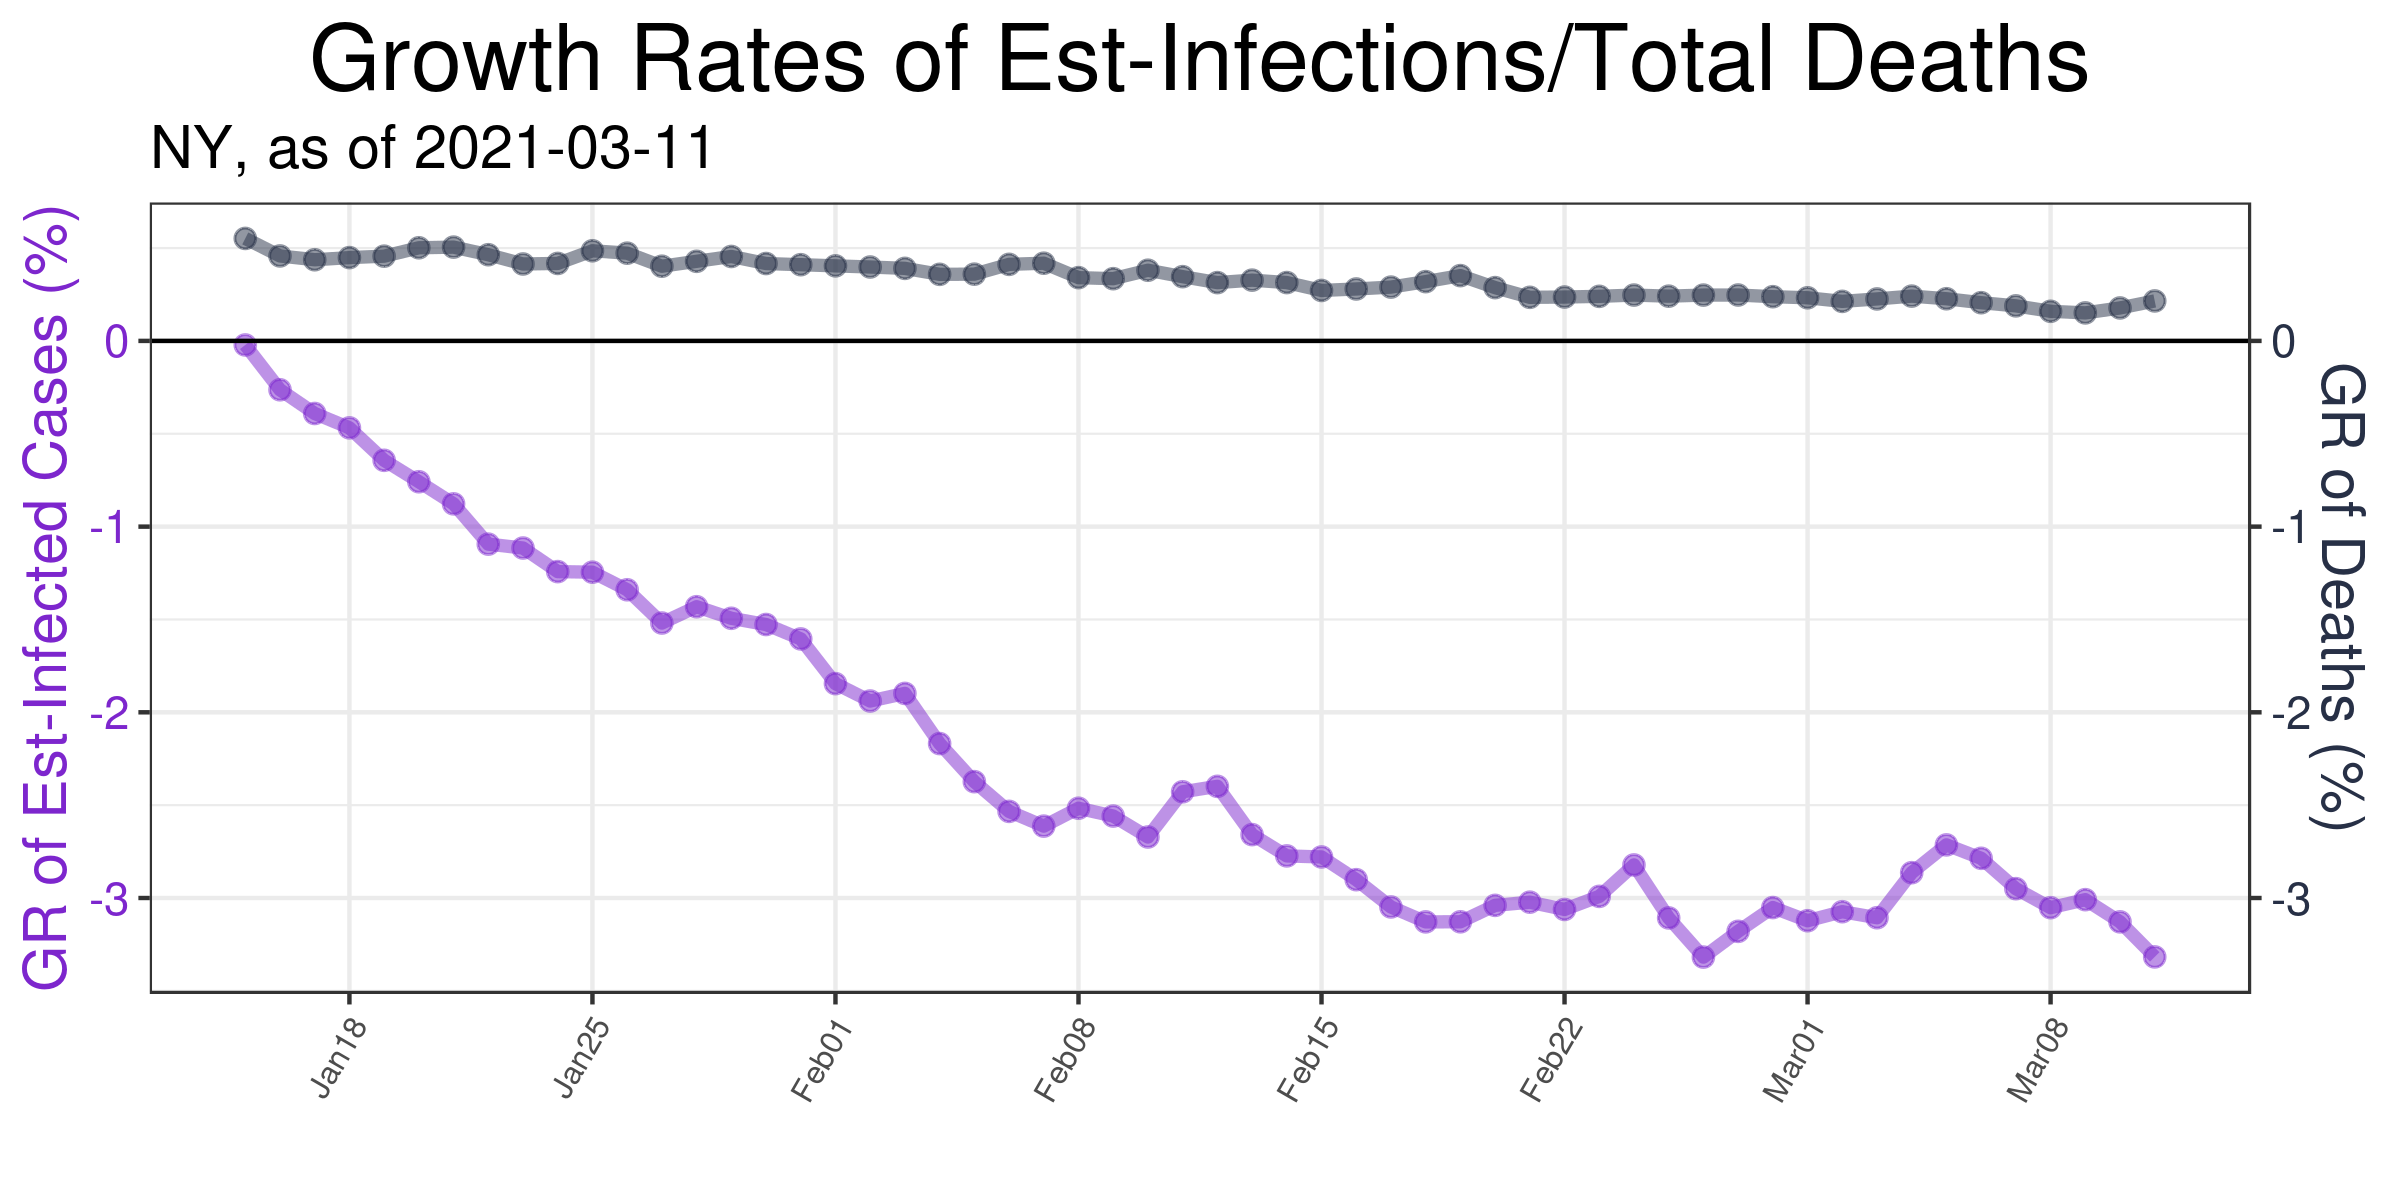 Growth Rates of Est-Infections/Total Deaths
NY, as of 2021-03-11
GR of Est-Infected Cases (%)
0
-1
-2
-3
0
-1
-2
-3
GR of Deaths (%)
Jan18
Jan25
Feb01
Feb08
Feb15
Feb22
Mar01
Mar08